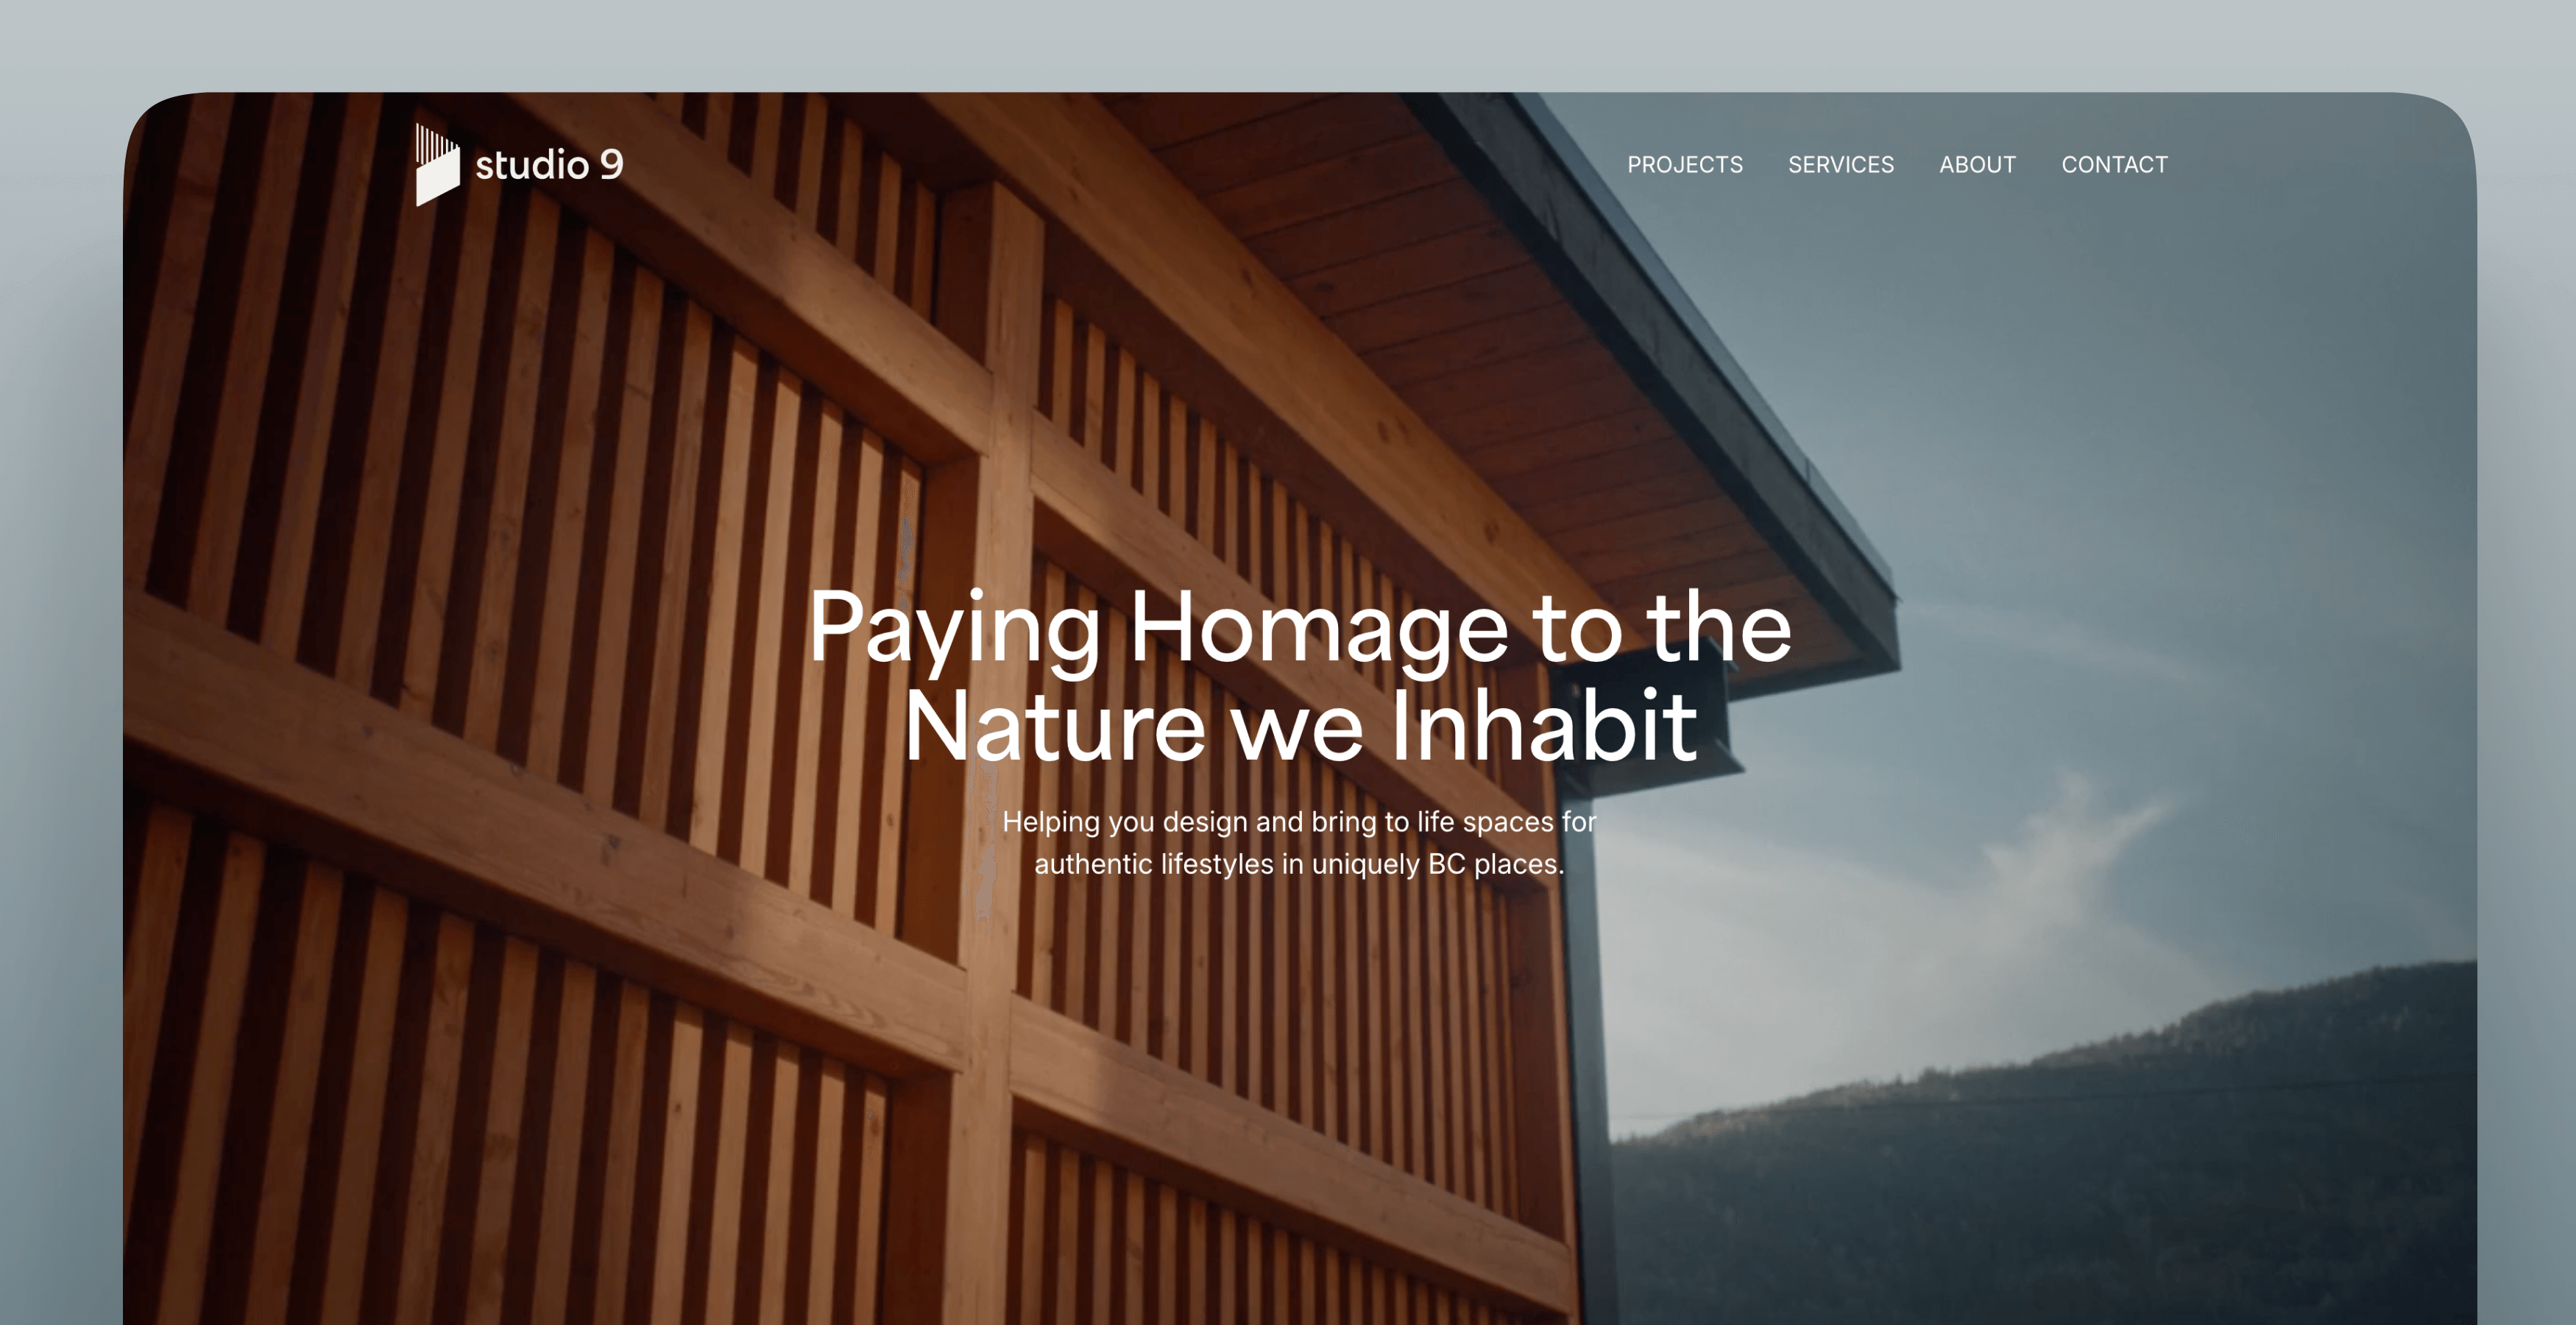 studio 9
PROJECTS SERVICES ABOUT CONTACT
Paying Homage to the
Nature we Inhabit
Helping you design and bring to life spaces for
authentic lifestyles in uniquely BC places.